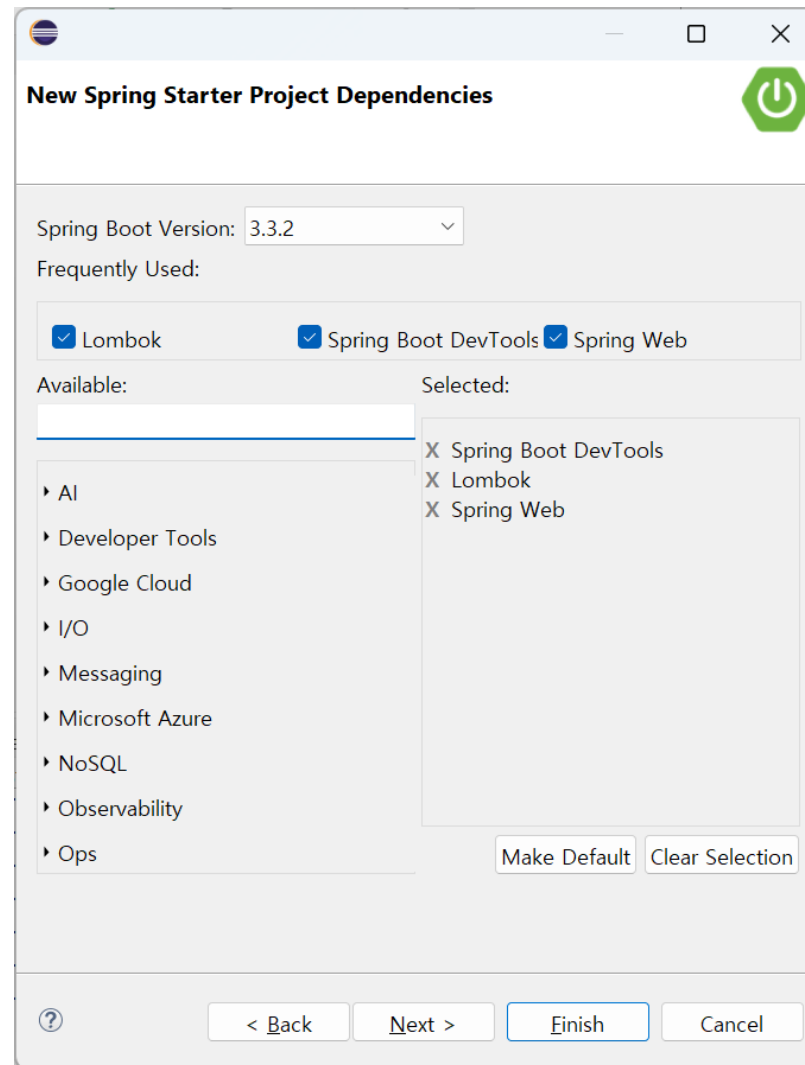 New Spring Starter Project Dependencies
Spring Boot Version: 3.3.2
Frequently Used:
Lombok Spring Boot DevTools Spring Web
Available:
Selected:
X Spring Boot DevTools
X Lombok
X Spring Web
AI
Developer Tools
Google Cloud
I/O
Messaging
Microsoft Azure
NoSQL
Observability
Ops
Make Default Clear Selection
? < Back Next > Finish Cancel